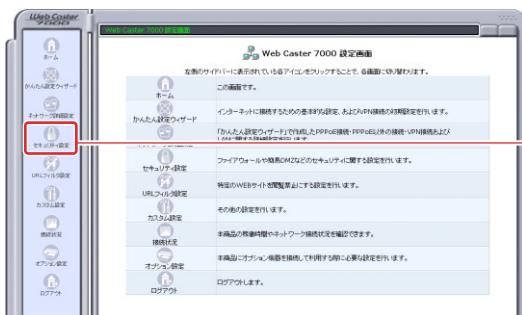 Web Caster
7000
Web Caster 7000 設定画面
ホーム
かんたん設定ウィザード
ネットワーク詳細設定
セキュリティ設定
URLフィルタ設定
カスタム設定
接続状況
オプション設定
ログアウト
Web Caster 7000 設定画面
左側のサイドバーに表示されている各アイコンをクリックすることで、各画面に切り替わります。
ホーム
この画面です。
かんたん設定ウィザード
インターネットに接続するための基本的な設定、およびVPN接続の初期設定を行います。
「かんたん設定ウィザード」で作成したPPPoE接続・PPPoE以外の接続・VPN接続および
セキュリティ設定
ファイアウォールや簡易DMZなどのセキュリティに関する設定を行います。
URLフィルタ設定
特定のWEBサイトを閲覧禁止にする設定を行います。
カスタム設定
その他の設定を行います。
接続状況
本商品の稼働時間やネットワーク接続状況を確認できます。
オプション設定
本商品にオプション機器を接続して利用する際に必要な設定を行います。
ログアウト
ログアウトします。